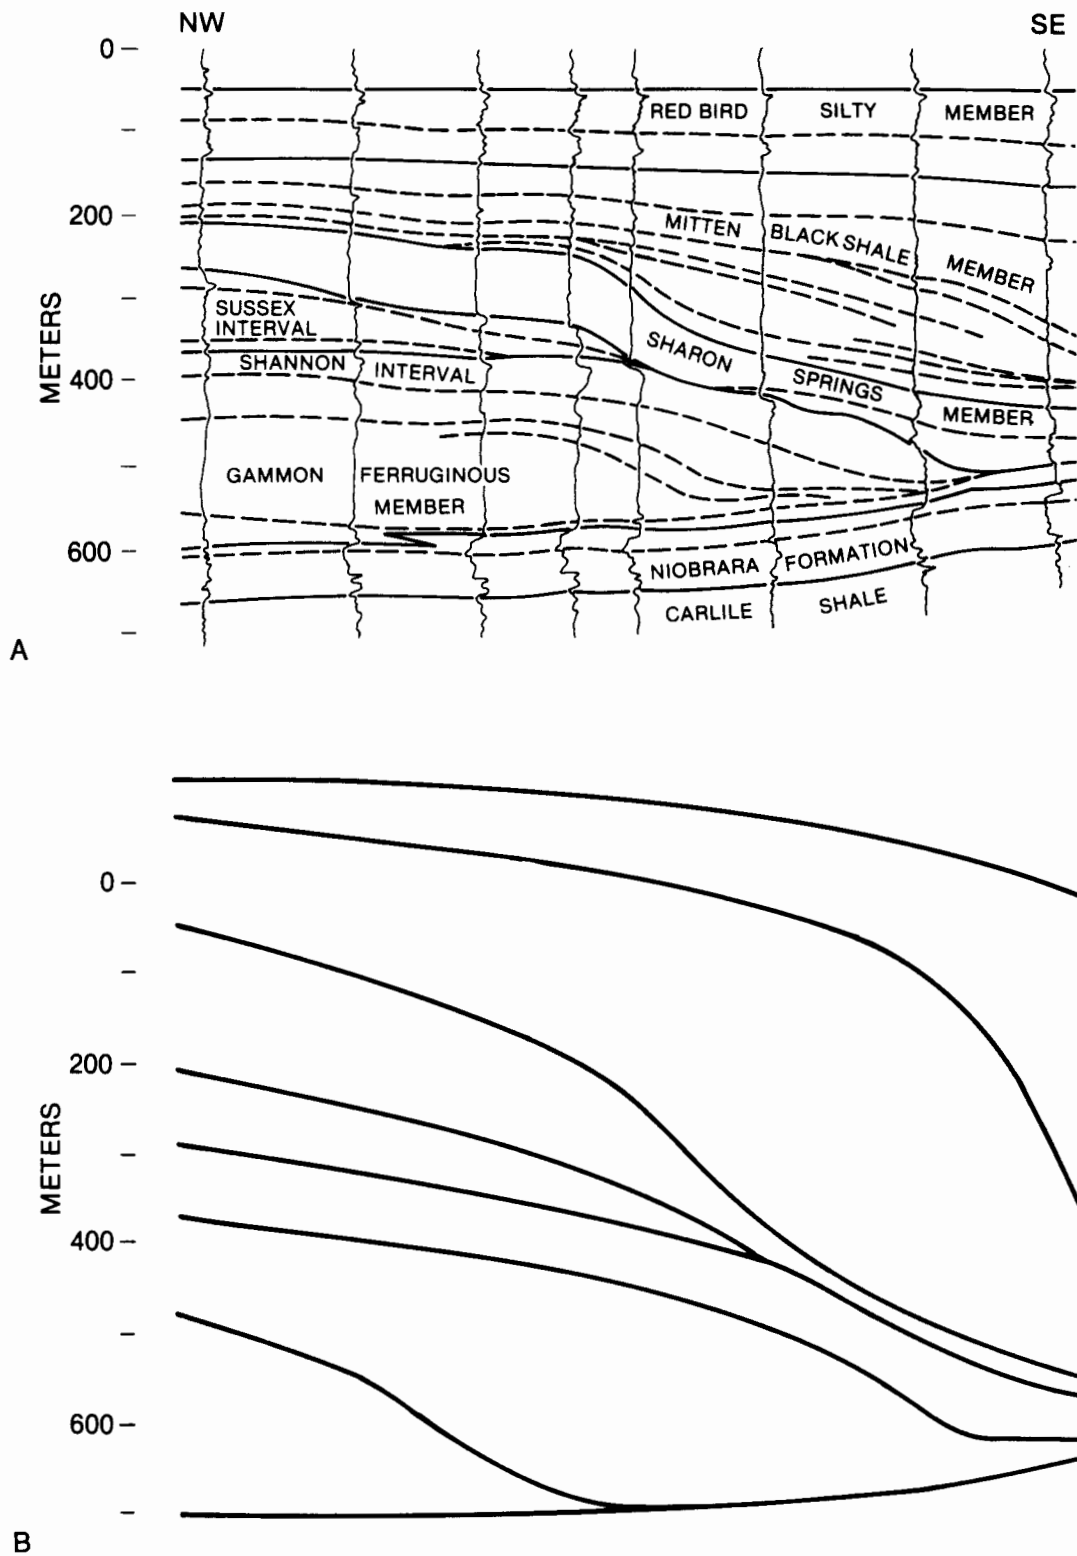 NW
SE
0
RED BIRD SILTY MEMBER
200
MITTEN BLACK SHALE MEMBER
METERS
SUSSEX
INTERVAL
SHANNON INTERVAL
SHARON SPRINGS MEMBER
400
GAMMON FERRUGINOUS
MEMBER
600
NIOBRARA FORMATION
CARLILE SHALE
A
0
200
METERS
400
600
B